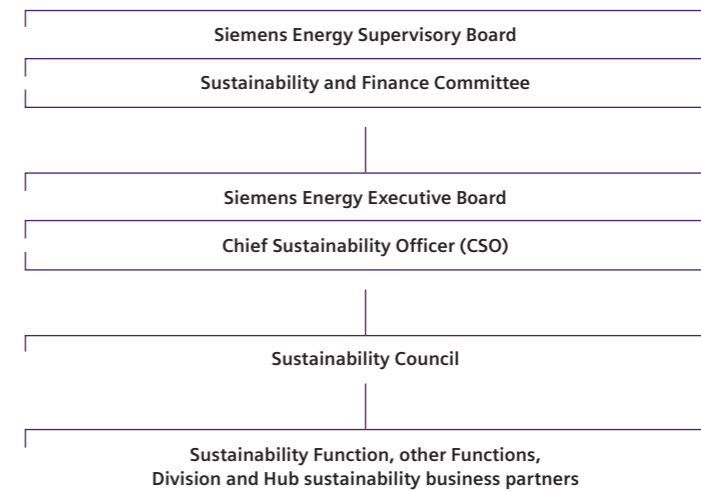 Siemens Energy Supervisory Board
Sustainability and Finance Committee
Siemens Energy Executive Board
Chief Sustainability Officer (CSO)
Sustainability Council
Sustainability Function, other Functions,
Division and Hub sustainability business partners